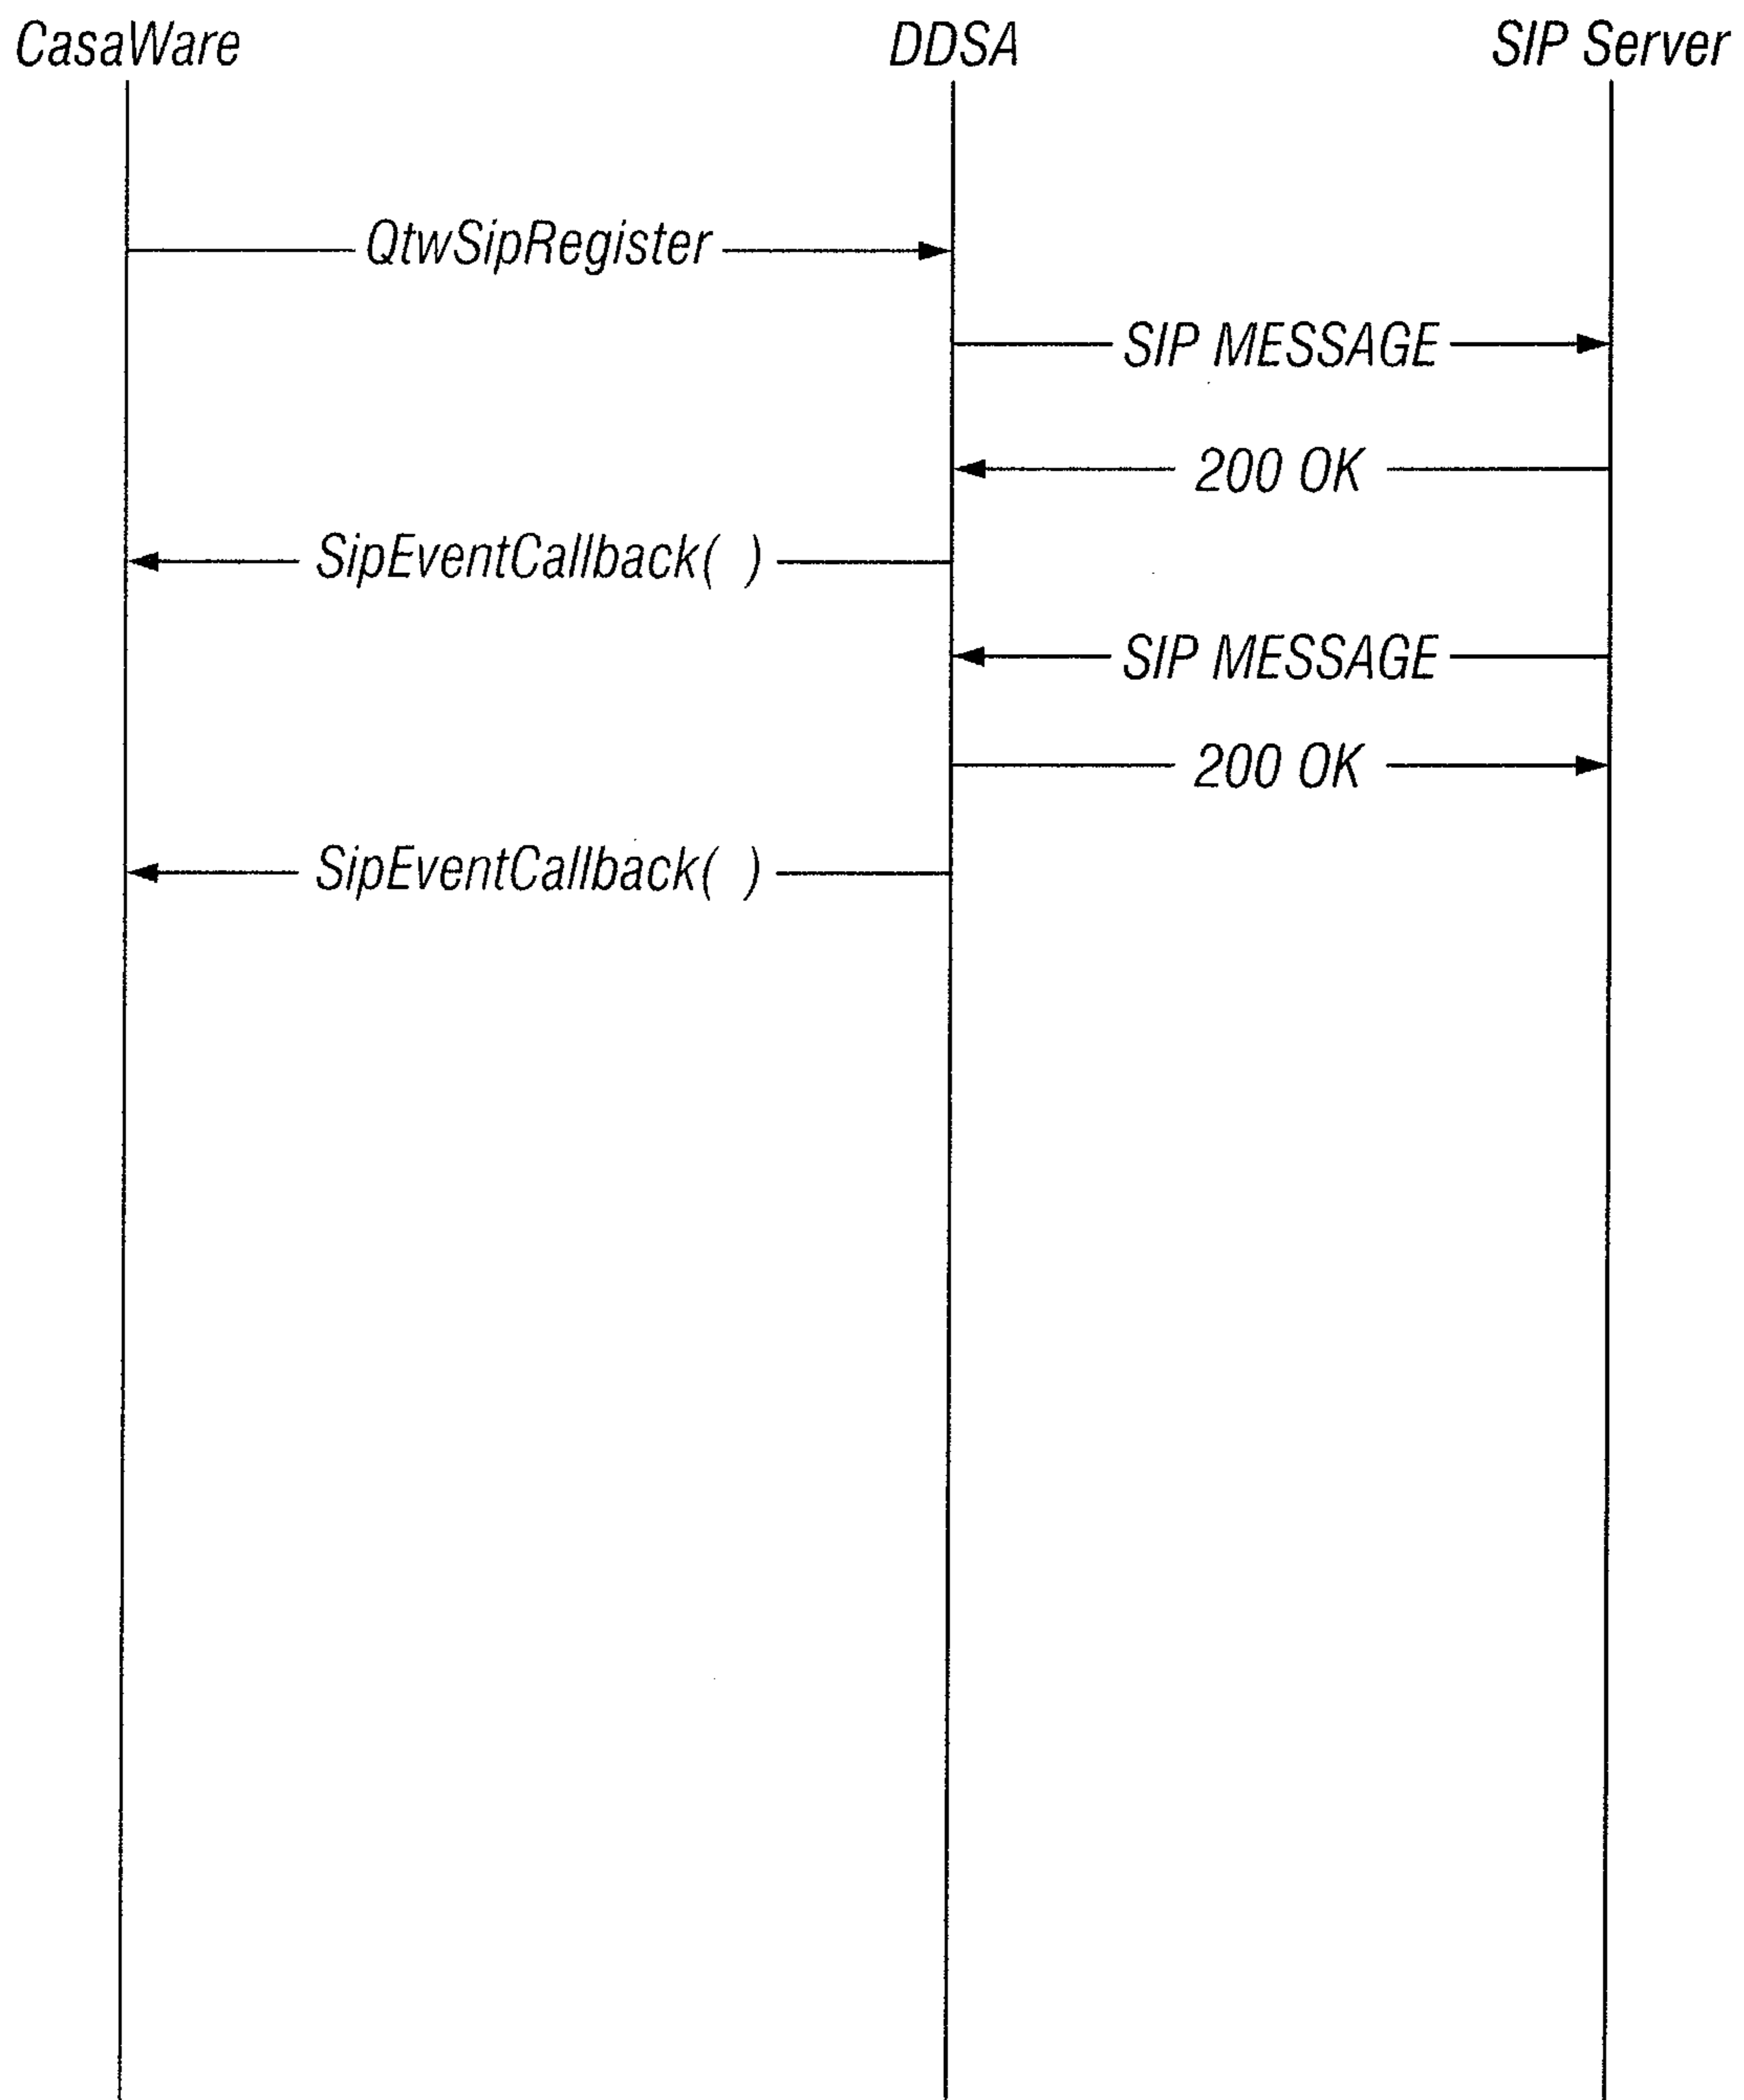 CasaWare
DDSA
SIP Server
QtwSipRegister
SIP MESSAGE
200 OK
SipEventCallback( )
SIP MESSAGE
200 OK
SipEventCallback( )